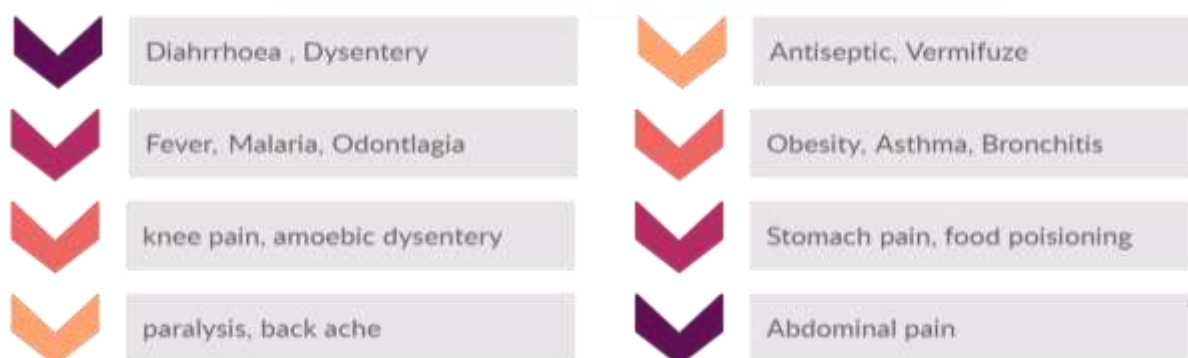 Diahrrhoea , Dysentery
Fever, Malaria, Odontlagia
knee pain, amoebic dysentery
paralysis, back ache
Antiseptic, Vermifuze
Obesity, Asthma, Bronchitis
Stomach pain, food poisioning
Abdominal pain